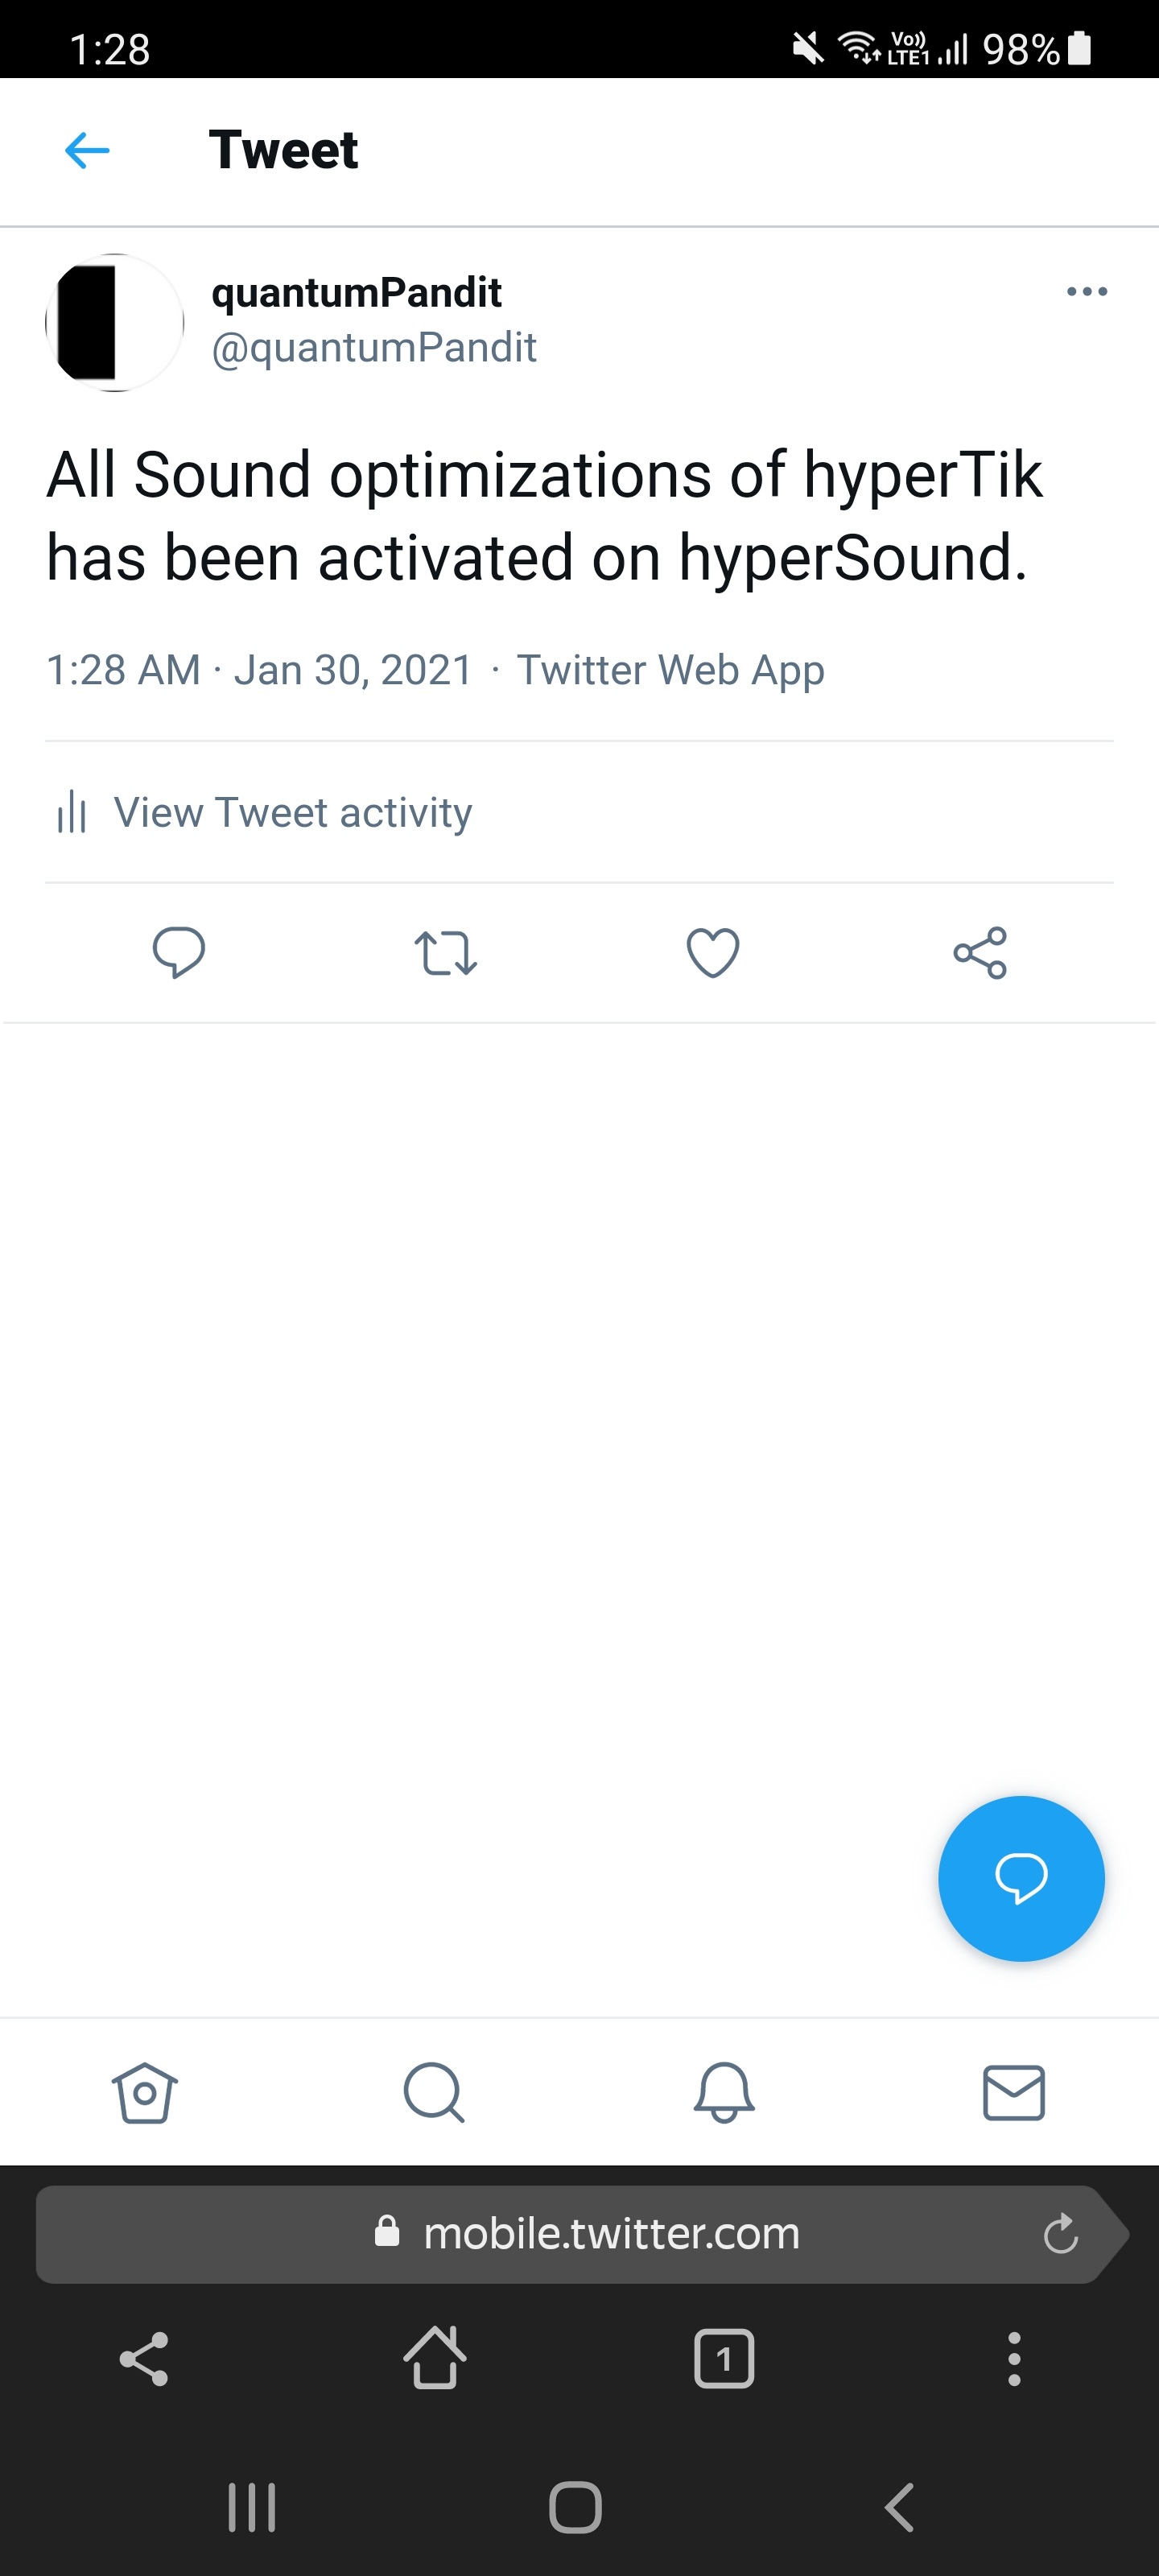 1:28
Vo)) LTE1 98%
Tweet
quantumPandit
@quantumPandit
All Sound optimizations of hyperTik
has been activated on hyperSound.
1:28 AM · Jan 30, 2021 · Twitter Web App
View Tweet activity
mobile.twitter.com
1